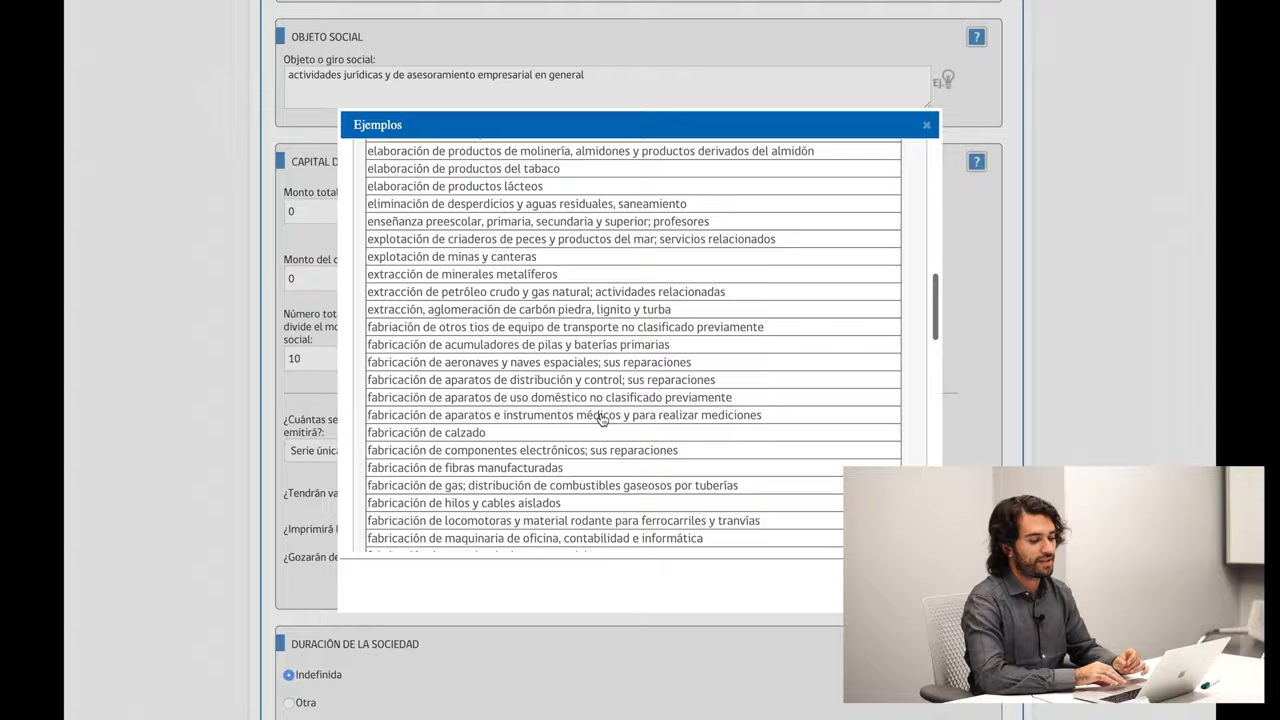 OBJETO SOCIAL
?
Objeto o giro social:
actividades jurídicas y de asesoramiento empresarial en general
Ej.
Ejemplos
elaboración de productos de molinería, almidones y productos derivados del almidón
elaboración de productos del tabaco
elaboración de productos lácteos
eliminación de desperdicios y aguas residuales, saneamiento
enseñanza preescolar, primaria, secundaria y superior; profesores
explotación de criaderos de peces y productos del mar; servicios relacionados
explotación de minas y canteras
extracción de minerales metalíferos
extracción de petróleo crudo y gas natural; actividades relacionadas
extracción, aglomeración de carbón piedra, lignito y turba
fabriación de otros tios de equipo de transporte no clasificado previamente
fabricación de acumuladores de pilas y baterías primarias
fabricación de aeronaves y naves espaciales; sus reparaciones
fabricación de aparatos de distribución y control; sus reparaciones
fabricación de aparatos de uso doméstico no clasificado previamente
fabricación de aparatos e instrumentos médicos y para realizar mediciones
fabricación de calzado
fabricación de componentes electrónicos; sus reparaciones
fabricación de fibras manufacturadas
fabricación de gas; distribución de combustibles gaseosos por tuberías
fabricación de hilos y cables aislados
fabricación de locomotoras y material rodante para ferrocarriles y tranvías
fabricación de maquinaria de oficina, contabilidad e informática
CAPITAL D
?
Monto total
0
Monto del c
0
Número tot
divide el mo
social:
10
¿Cuántas se
emitirá?:
Serie única
¿Tendrán va
¿Imprimirá l
¿Gozarán de
DURACIÓN DE LA SOCIEDAD
Indefinida
Otra